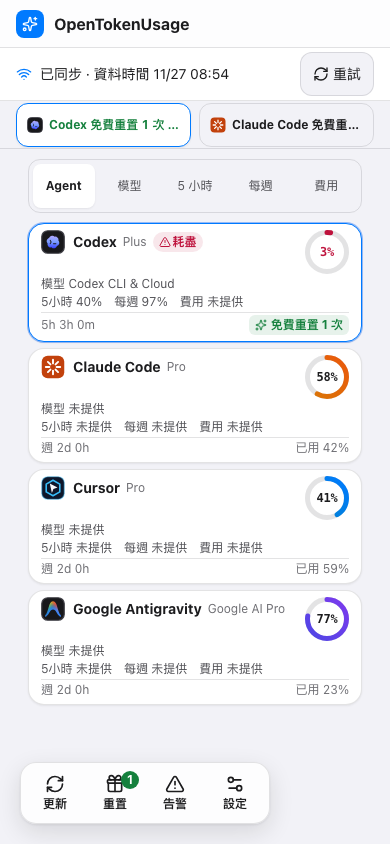 OpenTokenUsage
已同步 · 資料時間 11/27 08:54
重試
Codex 免費重置 1 次 ...
Claude Code 免費重...
Agent
模型
5 小時
每週
費用
Codex Plus 耗盡
3%
模型 Codex CLI & Cloud
5小時 40% 每週 97% 費用 未提供
5h 3h 0m
免費重置 1 次
Claude Code Pro
58%
模型 未提供
5小時 未提供 每週 未提供 費用 未提供
週 2d 0h
已用 42%
Cursor Pro
41%
模型 未提供
5小時 未提供 每週 未提供 費用 未提供
週 2d 0h
已用 59%
Google Antigravity Google AI Pro
77%
模型 未提供
5小時 未提供 每週 未提供 費用 未提供
週 2d 0h
已用 23%
1
更新
重置
告警
設定